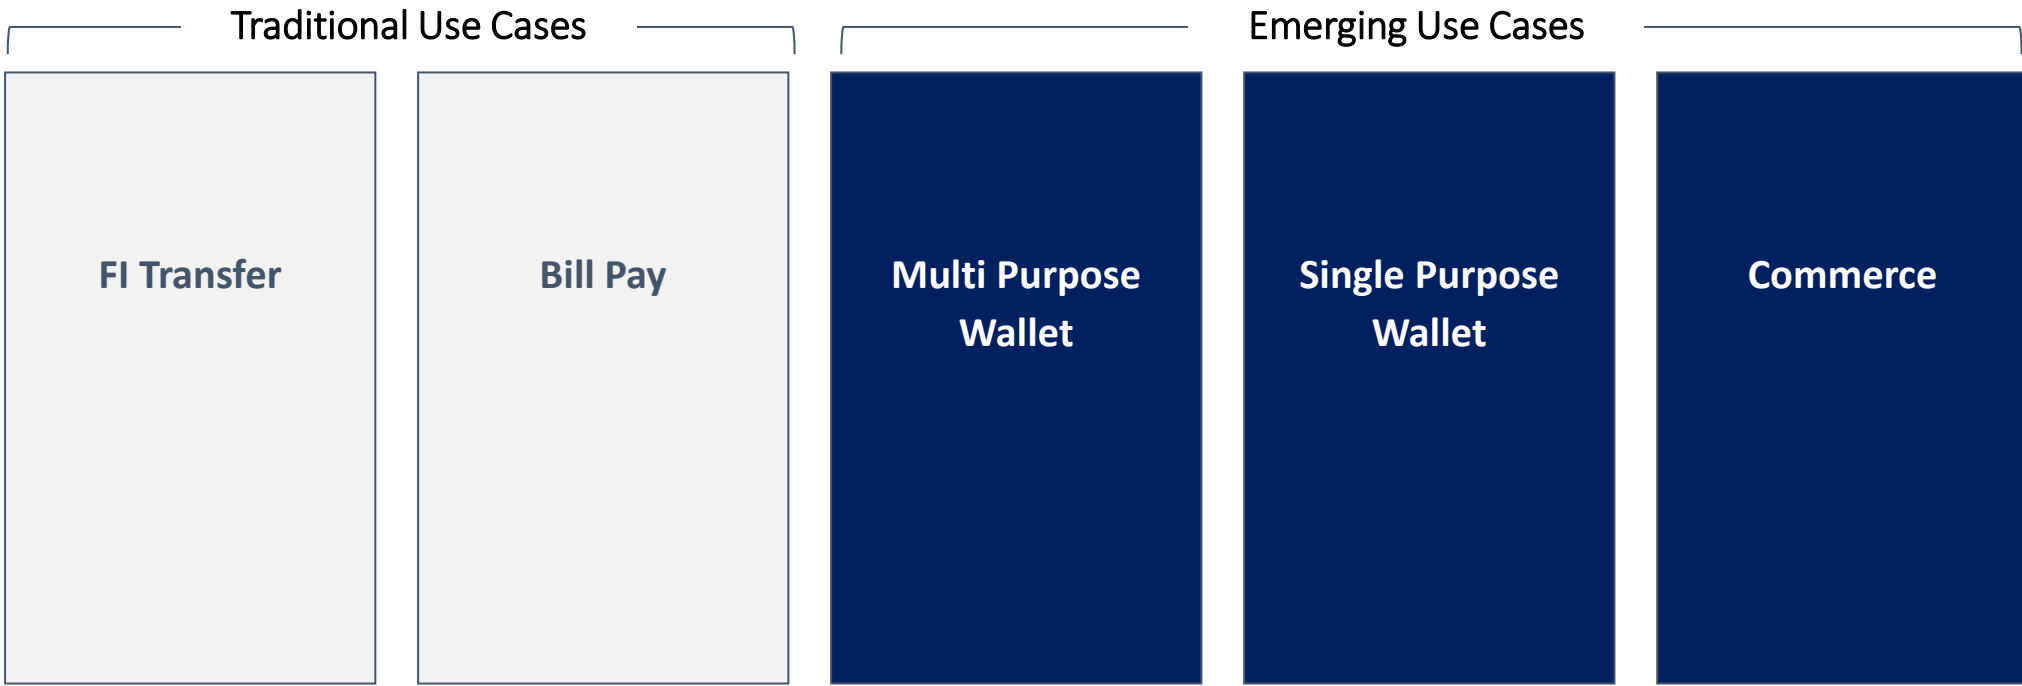 Traditional Use Cases
Emerging Use Cases
FI Transfer
Bill Pay
Multi Purpose
Wallet
Single Purpose
Wallet
Commerce